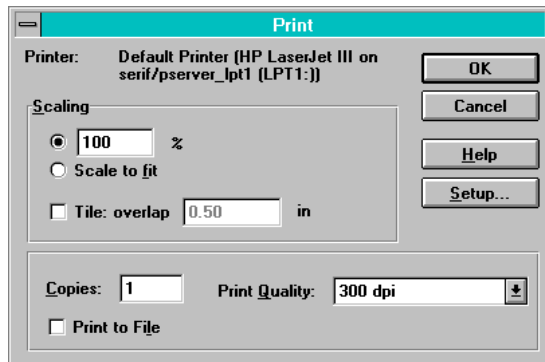 Print
Printer: Default Printer (HP LaserJet III on
serif/pserver_lpt1 (LPT1:))
OK
Cancel
Help
Setup...
Scaling
100 %
Scale to fit
Tile: overlap 0.50 in
Copies: 1 Print Quality: 300 dpi
Print to File